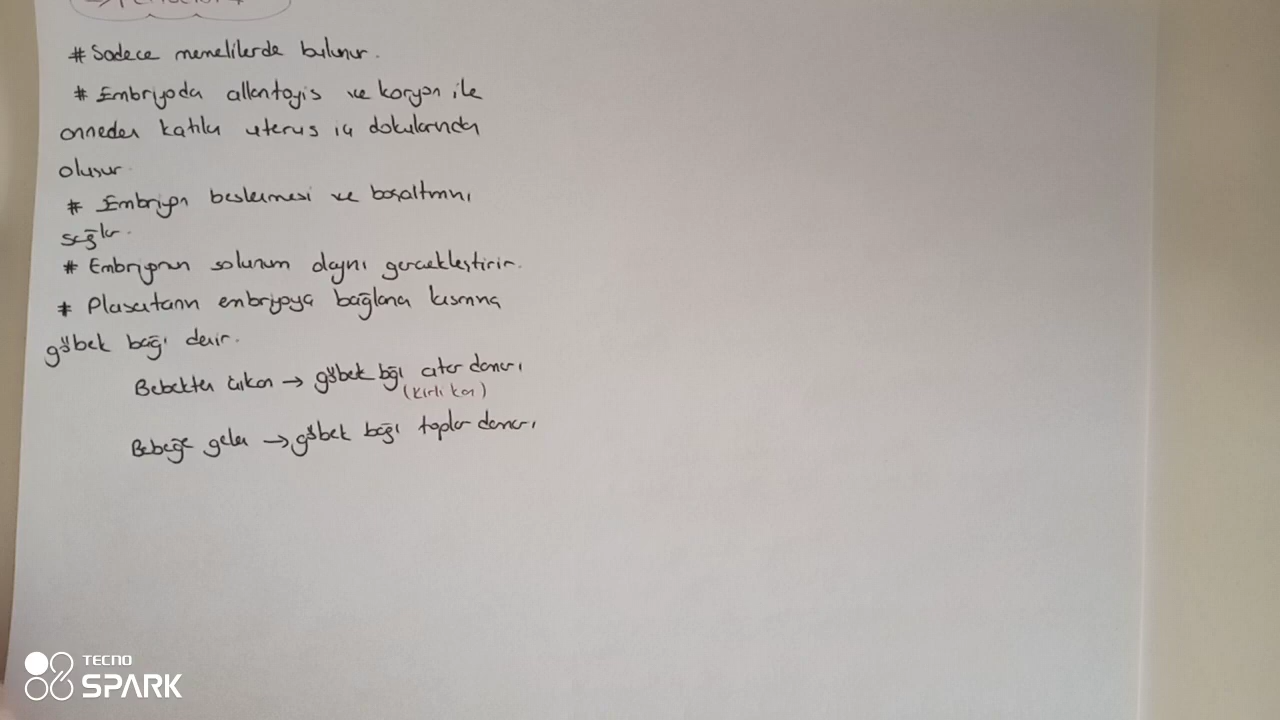 # Sadece memelilerde bulunur.
# Embriyoda allantoyis ve koryon ile
anneden katılan uterus iç dokularından
oluşur.
# Embriyon beslenmesi ve boşaltımını
sağlar.
# Embriyonun solunum olayını gerçekleştirir.
# Plasentanın embriyoya bağlanan kısmına
göbek bağı denir.
Bebekten çıkan → göbek bğı atar damarı
(kirli kan)
Bebeğe gelen → göbek bağı toplar damarı
TECNO
SPARK